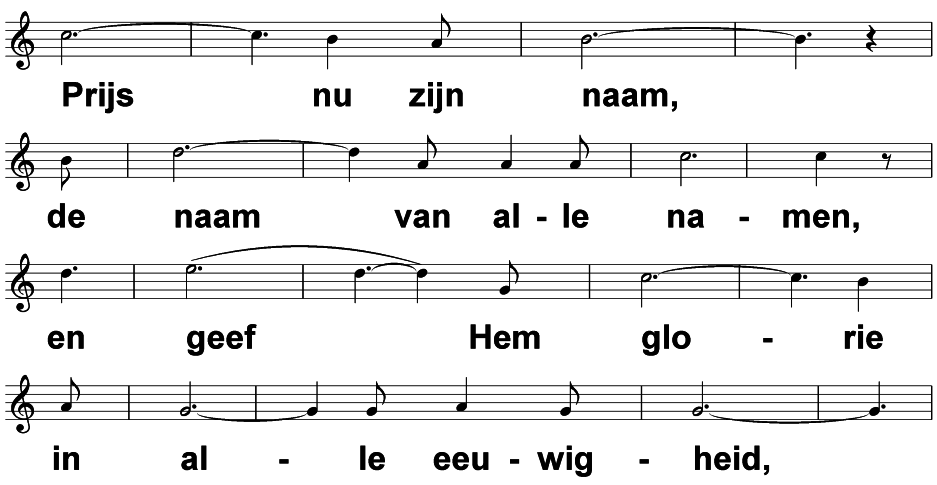 Prijs nu zijn naam,
de naam van al - le na - men,
en geef Hem glo - rie
in al - le eeu - wig - heid,